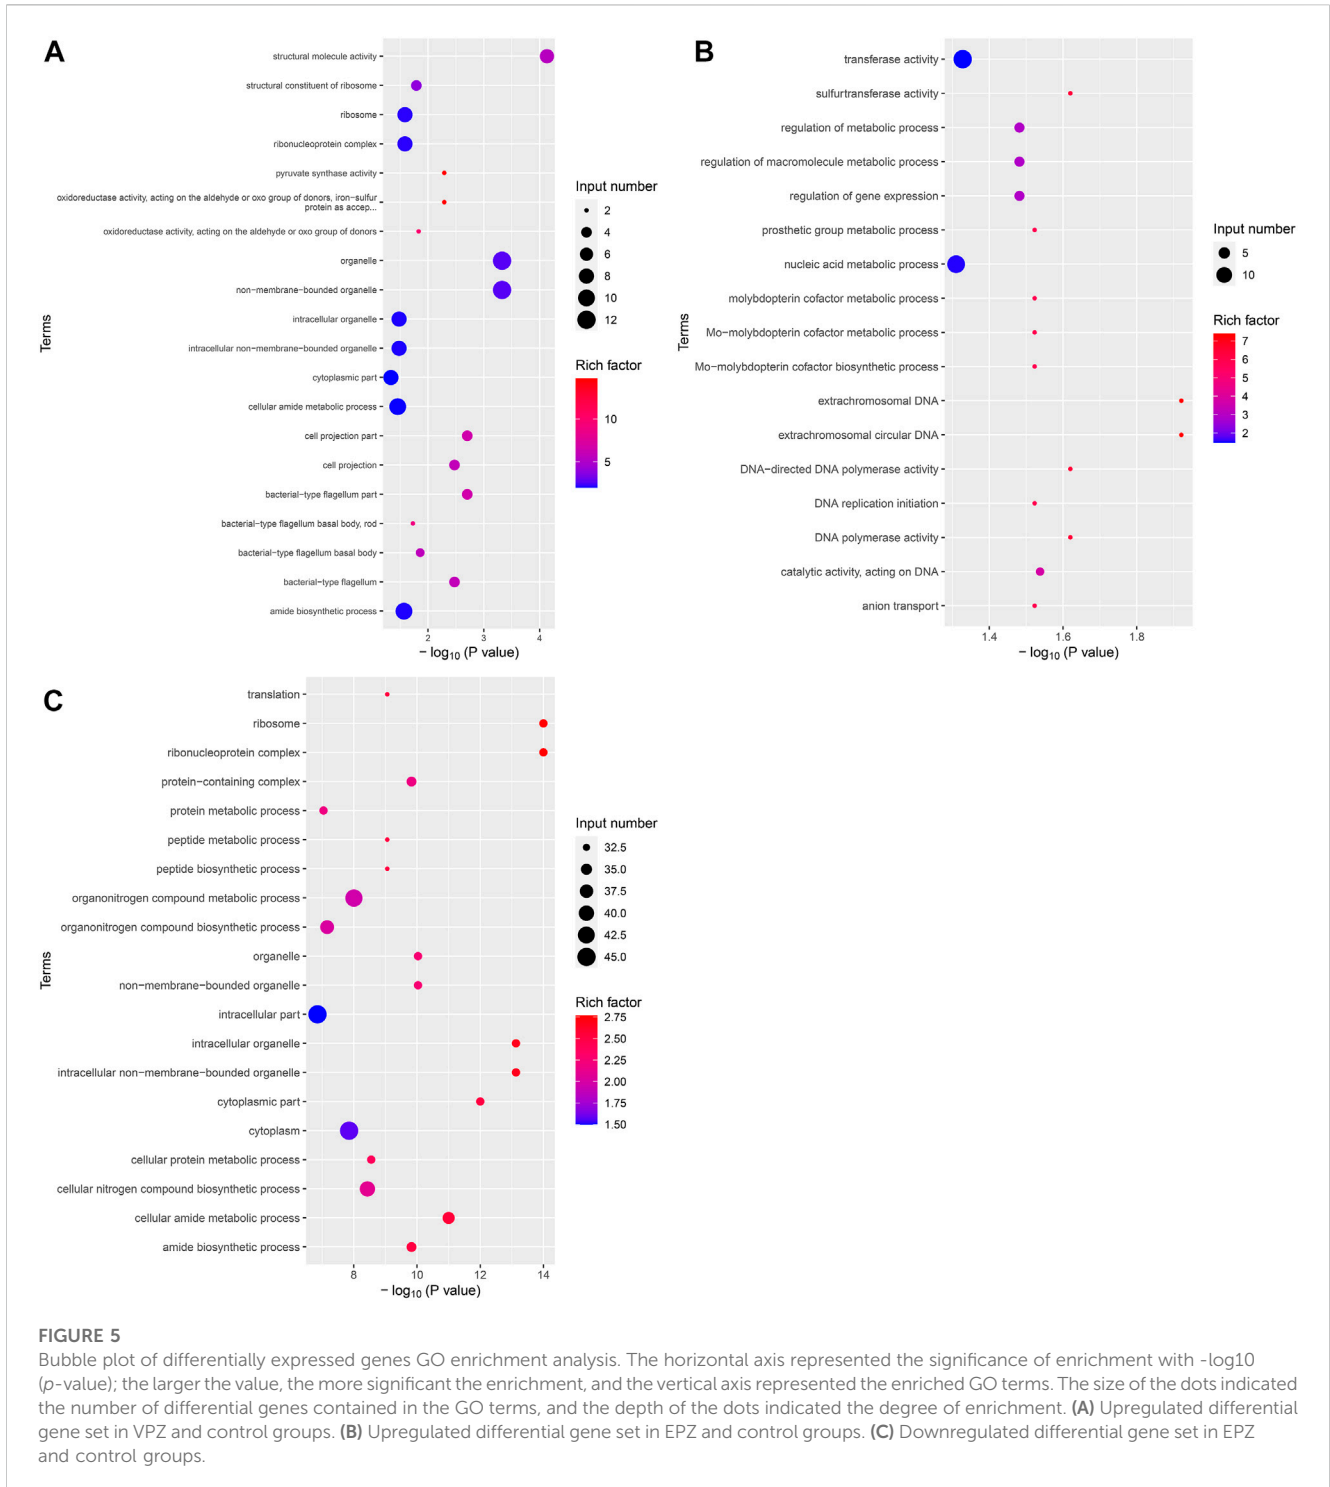 A
structural molecule activity
structural constituent of ribosome
ribosome
ribonucleoprotein complex
pyruvate synthase activity
oxidoreductase activity, acting on the aldehyde or oxo group of donors, iron-sulfur
protein as accep...
oxidoreductase activity, acting on the aldehyde or oxo group of donors
organelle
non-membrane-bounded organelle
intracellular organelle
intracellular non-membrane-bounded organelle
cytoplasmic part
cellular amide metabolic process
cell projection part
cell projection
bacterial-type flagellum part
bacterial-type flagellum basal body, rod
bacterial-type flagellum basal body
bacterial-type flagellum
amide biosynthetic process
Terms
2 3 4
− log10 (P value)
Input number
2
4
6
8
10
12
Rich factor
10
5
B
transferase activity
sulfurtransferase activity
regulation of metabolic process
regulation of macromolecule metabolic process
regulation of gene expression
prosthetic group metabolic process
nucleic acid metabolic process
molybdopterin cofactor metabolic process
Mo-molybdopterin cofactor metabolic process
Mo-molybdopterin cofactor biosynthetic process
extrachromosomal DNA
extrachromosomal circular DNA
DNA-directed DNA polymerase activity
DNA replication initiation
DNA polymerase activity
catalytic activity, acting on DNA
anion transport
Terms
1.4 1.6 1.8
− log10 (P value)
Input number
5
10
Rich factor
7
6
5
4
3
2
C
translation
ribosome
ribonucleoprotein complex
protein-containing complex
protein metabolic process
peptide metabolic process
peptide biosynthetic process
organonitrogen compound metabolic process
organonitrogen compound biosynthetic process
organelle
non-membrane-bounded organelle
intracellular part
intracellular organelle
intracellular non-membrane-bounded organelle
cytoplasmic part
cytoplasm
cellular protein metabolic process
cellular nitrogen compound biosynthetic process
cellular amide metabolic process
amide biosynthetic process
Terms
8 10 12 14
− log10 (P value)
Input number
32.5
35.0
37.5
40.0
42.5
45.0
Rich factor
2.75
2.50
2.25
2.00
1.75
1.50
FIGURE 5
Bubble plot of differentially expressed genes GO enrichment analysis. The horizontal axis represented the significance of enrichment with -log10
(p-value); the larger the value, the more significant the enrichment, and the vertical axis represented the enriched GO terms. The size of the dots indicated
the number of differential genes contained in the GO terms, and the depth of the dots indicated the degree of enrichment. (A) Upregulated differential
gene set in VPZ and control groups. (B) Upregulated differential gene set in EPZ and control groups. (C) Downregulated differential gene set in EPZ
and control groups.